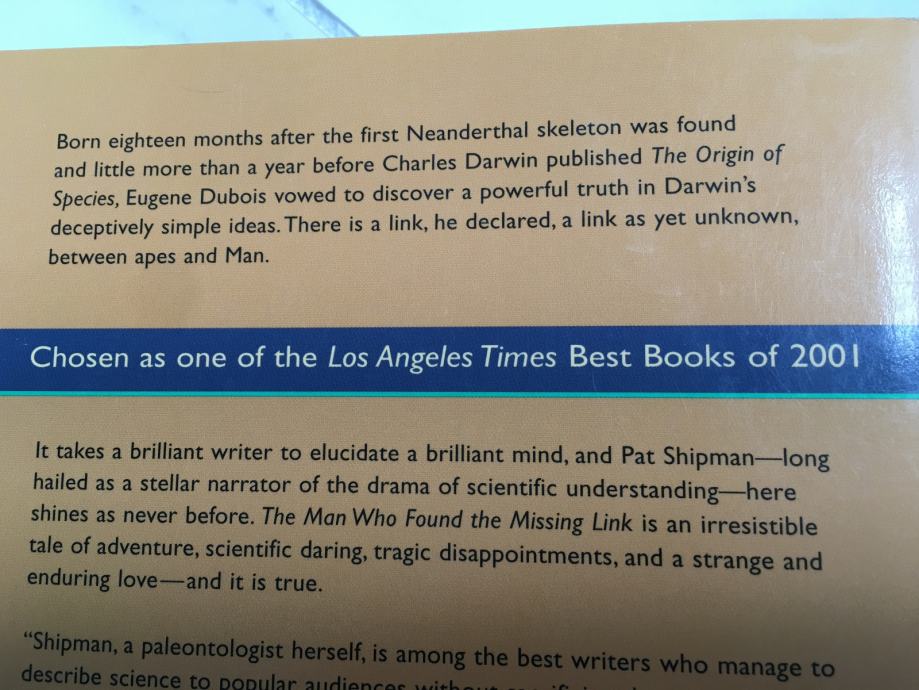 Born eighteen months after the first Neanderthal skeleton was found
and little more than a year before Charles Darwin published The Origin of
Species, Eugene Dubois vowed to discover a powerful truth in Darwin's
deceptively simple ideas. There is a link, he declared, a link as yet unknown,
between apes and Man.
Chosen as one of the Los Angeles Times Best Books of 2001
It takes a brilliant writer to elucidate a brilliant mind, and Pat Shipman—long
hailed as a stellar narrator of the drama of scientific understanding—here
shines as never before. The Man Who Found the Missing Link is an irresistible
tale of adventure, scientific daring, tragic disappointments, and a strange and
enduring love—and it is true.
“Shipman, a paleontologist herself, is among the best writers who manage to
describe science to popular audiences without